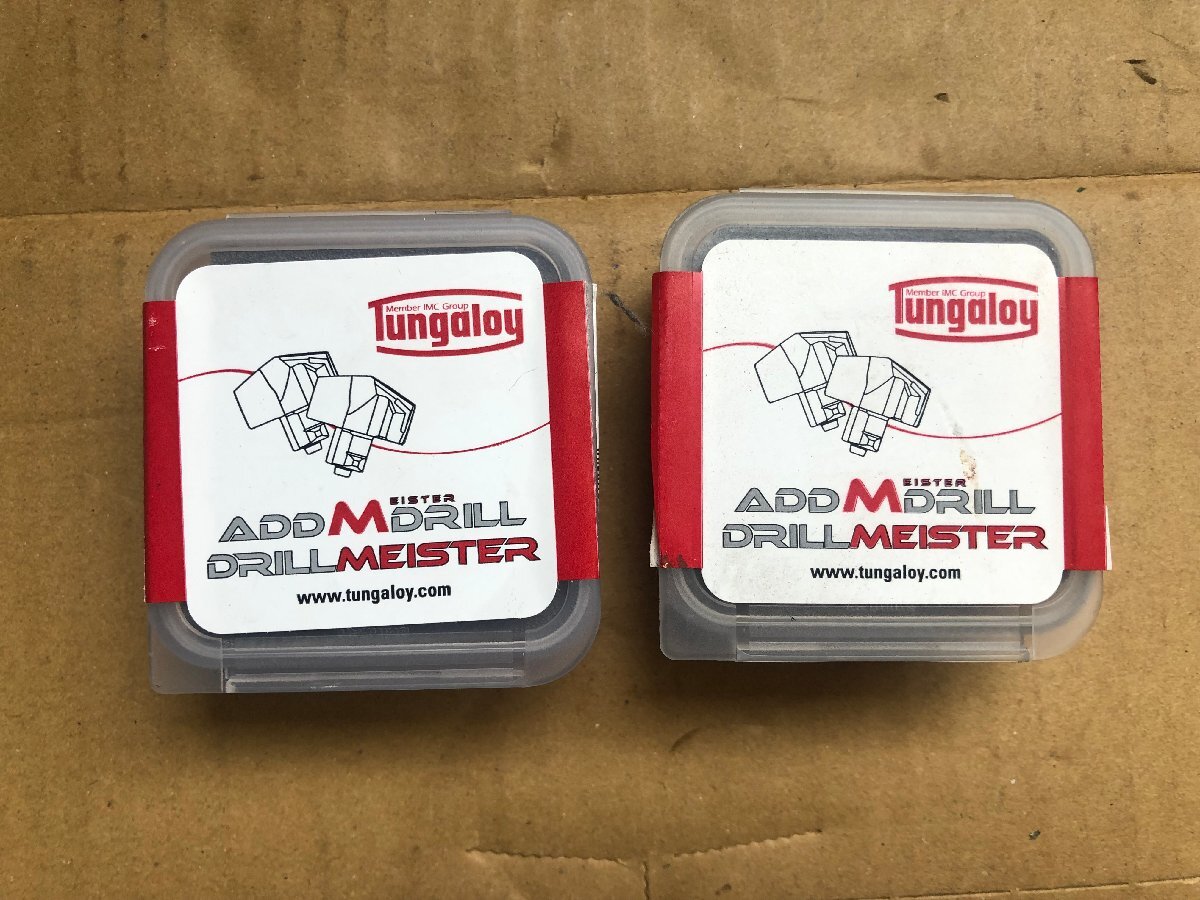 Member IMC Group
Tungaloy
ADD MEISTER DRILL
DRILLMEISTER
www.tungaloy.com
Member IMC Group
Tungaloy
ADD MEISTER DRILL
DRILLMEISTER
www.tungaloy.com